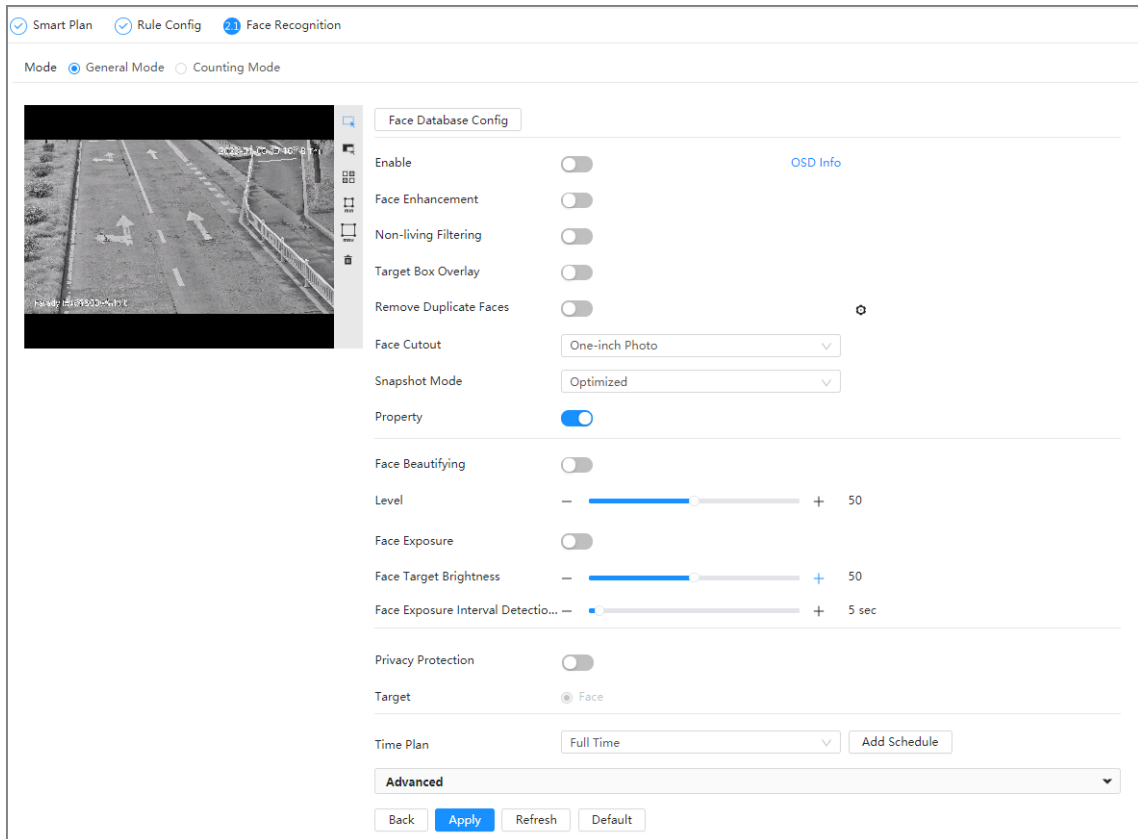 Smart Plan Rule Config 2.1 Face Recognition
Mode General Mode Counting Mode
Face Database Config
Enable OSD Info
Face Enhancement
min
Non-living Filtering
max
Target Box Overlay
Remove Duplicate Faces
Face Cutout One-inch Photo
Snapshot Mode Optimized
Property
Face Beautifying
Level − + 50
Face Exposure
Face Target Brightness − + 50
Face Exposure Interval Detectio... − + 5 sec
Privacy Protection
Target Face
Time Plan Full Time Add Schedule
Advanced
Back Apply Refresh Default